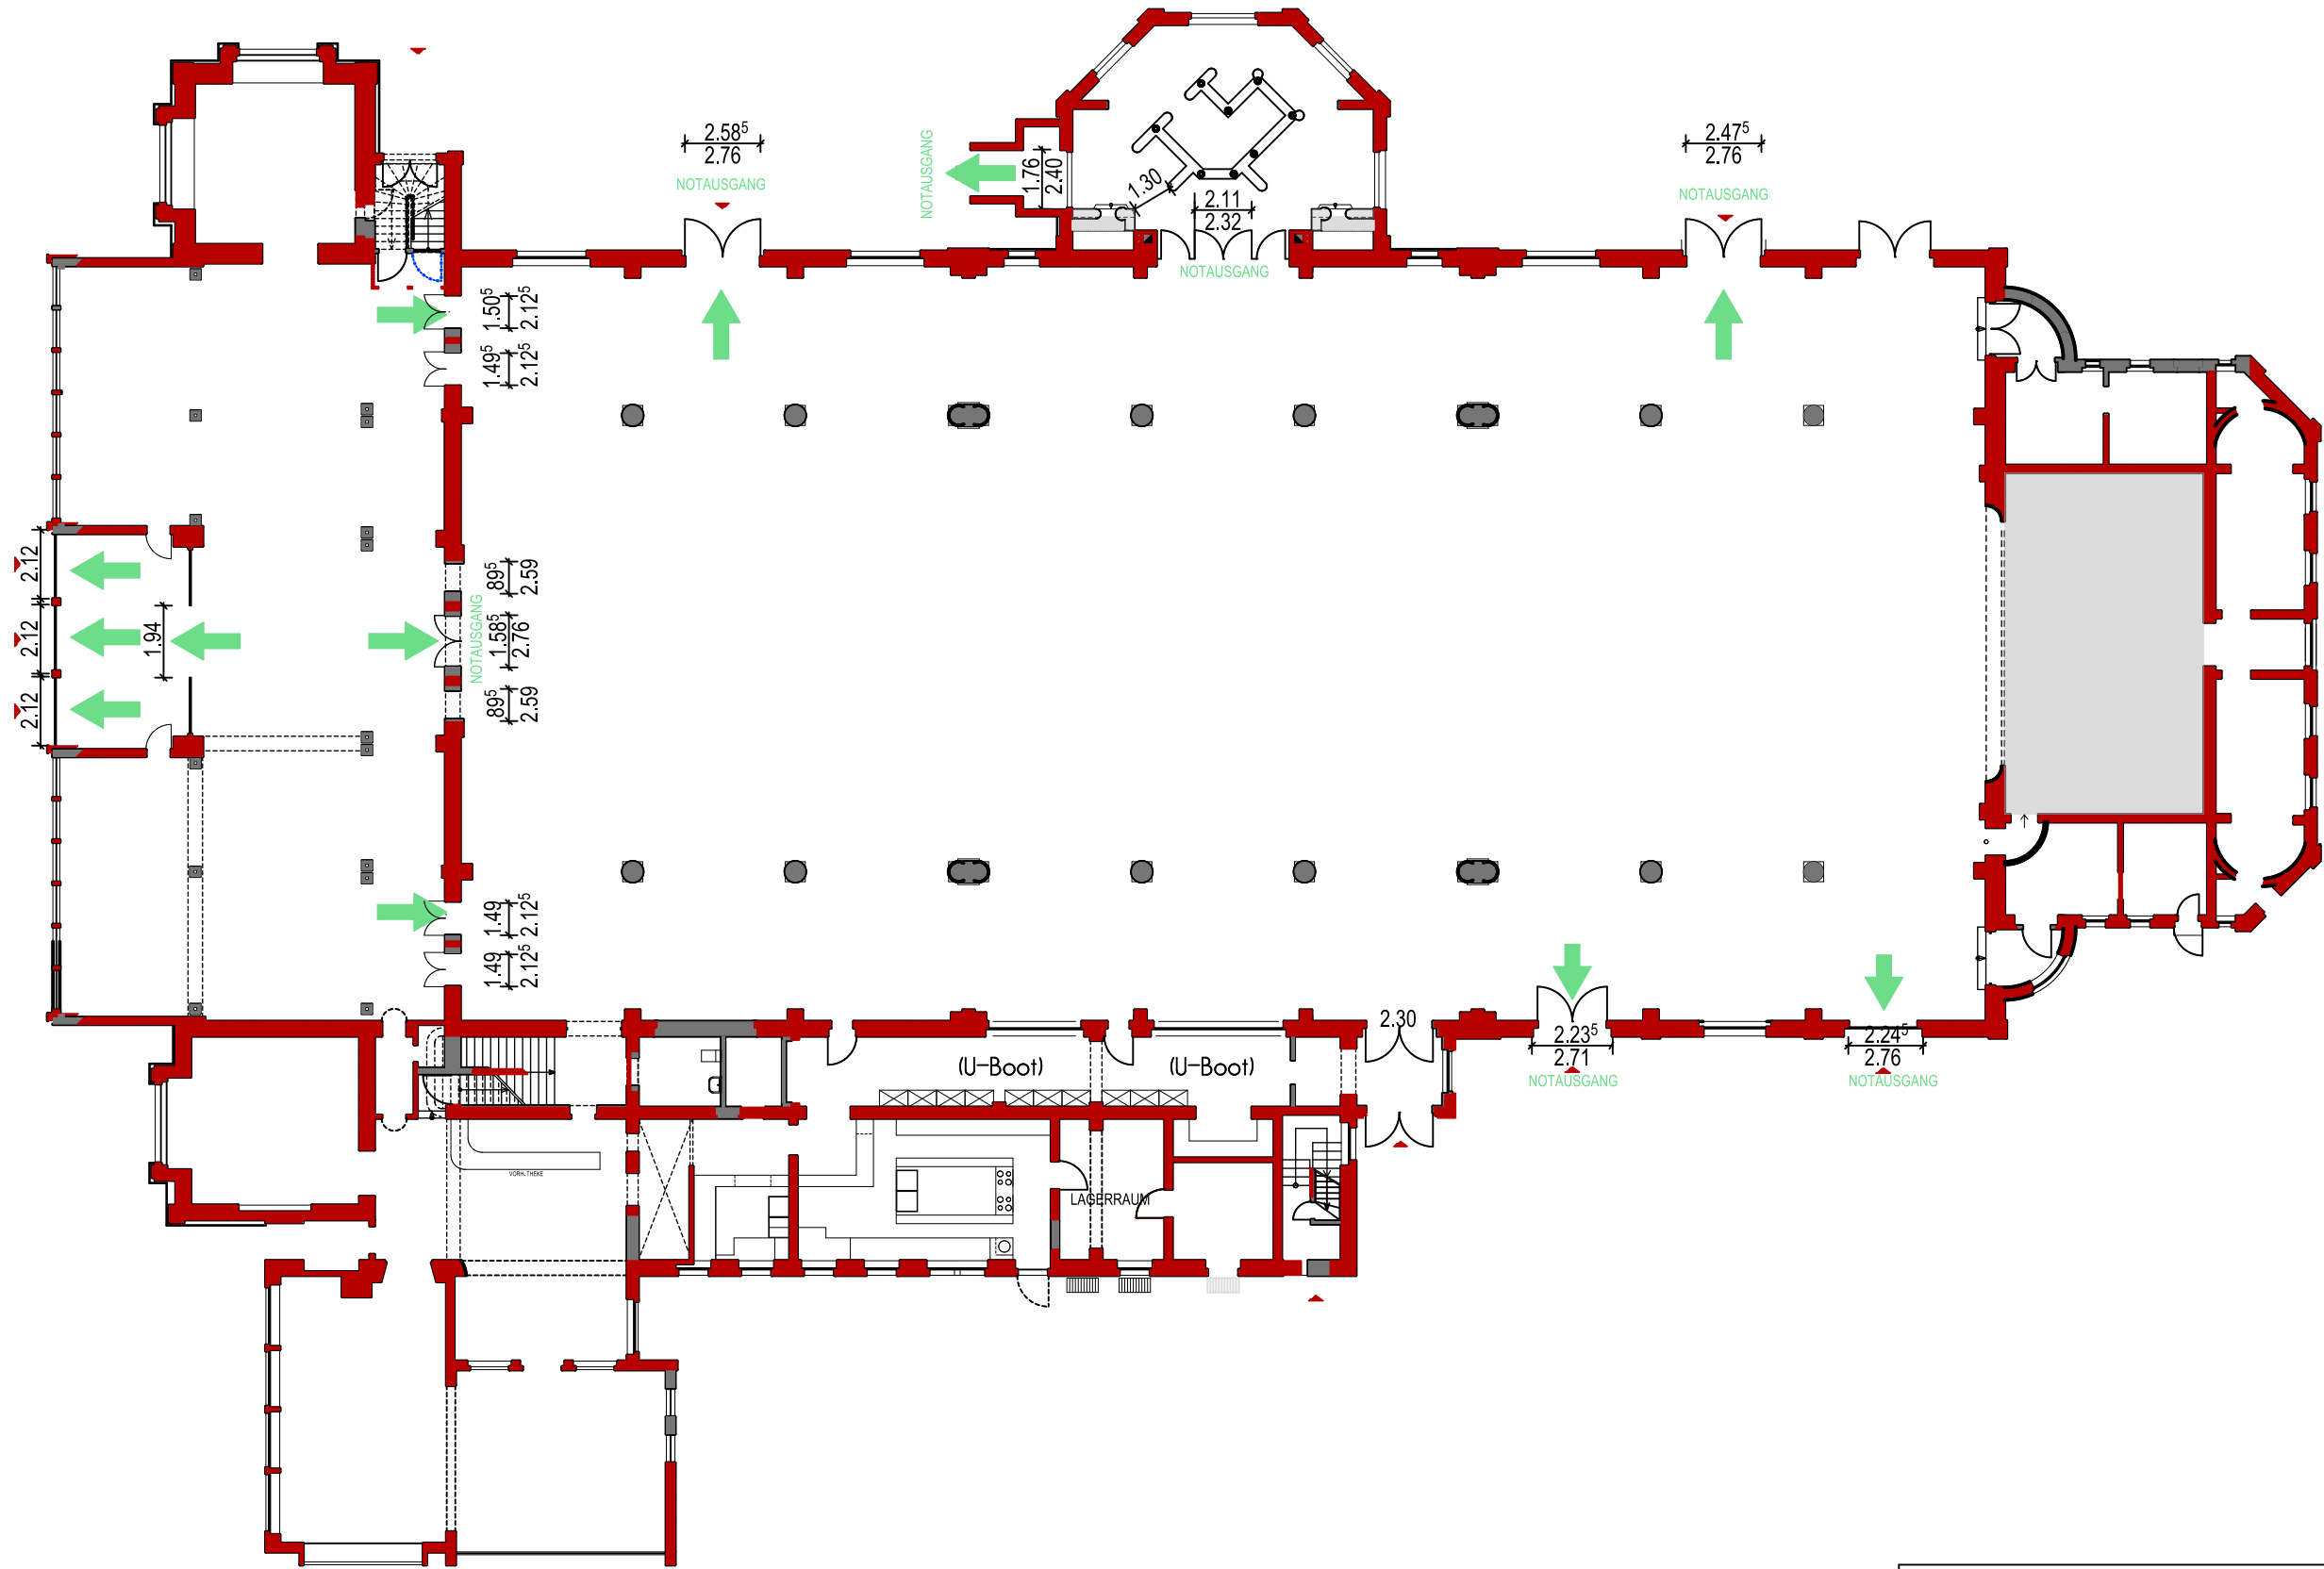 2.58⁵
2.76
NOTAUSGANG
NOTAUSGANG
1.76
2.40
1.30
2.11
2.32
NOTAUSGANG
2.47⁵
2.76
NOTAUSGANG
1.50⁵
2.12⁵
1.49⁵
2.12⁵
2.12
2.12
2.12
1.94
89⁵
2.59
NOTAUSGANG
1.58⁵
2.76
89⁵
2.59
1.49
2.12⁵
1.49
2.12⁵
2.30
2.23⁵
2.71
NOTAUSGANG
2.24⁵
2.76
NOTAUSGANG
(U-Boot)
(U-Boot)
VORH.THEKE
LAGERRAUM